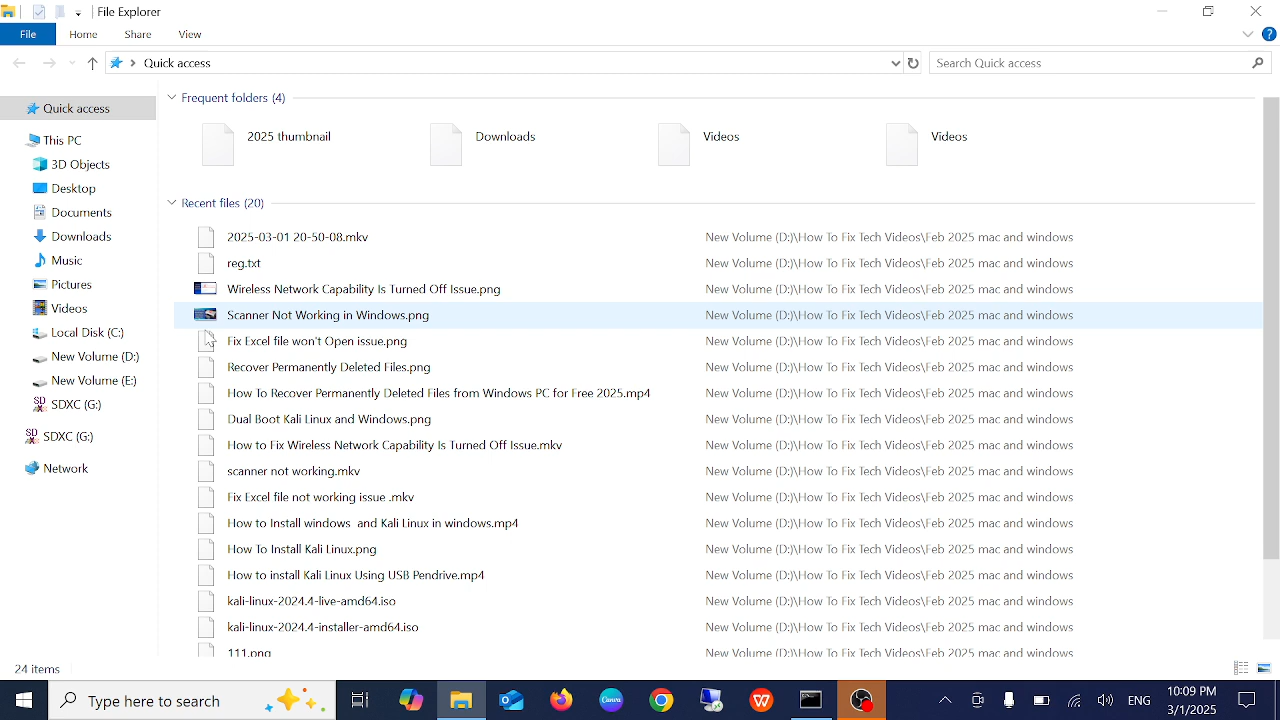 File Explorer
File Home Share View
Quick access Search Quick access
Quick access
This PC
3D Objects
Desktop
Documents
Downloads
Music
Pictures
Videos
Local Disk (C:)
New Volume (D:)
New Volume (E:)
SDXC (G:)
SDXC (G:)
Network
Frequent folders (4)
2025 thumbnail Downloads Videos Videos
Recent files (20)
2025-03-01 20-50-08.mkv New Volume (D:)\How To Fix Tech Videos\Feb 2025 mac and windows
reg.txt New Volume (D:)\How To Fix Tech Videos\Feb 2025 mac and windows
Wireless Network Capability Is Turned Off Issue.png New Volume (D:)\How To Fix Tech Videos\Feb 2025 mac and windows
Scanner Not Working in Windows.png New Volume (D:)\How To Fix Tech Videos\Feb 2025 mac and windows
Fix Excel file won't Open issue.png New Volume (D:)\How To Fix Tech Videos\Feb 2025 mac and windows
Recover Permanently Deleted Files.png New Volume (D:)\How To Fix Tech Videos\Feb 2025 mac and windows
How To Recover Permanently Deleted Files from Windows PC for Free 2025.mp4 New Volume (D:)\How To Fix Tech Videos\Feb 2025 mac and windows
Dual Boot Kali Linux and Windows.png New Volume (D:)\How To Fix Tech Videos\Feb 2025 mac and windows
How to Fix Wireless Network Capability Is Turned Off Issue.mkv New Volume (D:)\How To Fix Tech Videos\Feb 2025 mac and windows
scanner not working.mkv New Volume (D:)\How To Fix Tech Videos\Feb 2025 mac and windows
Fix Excel file not working issue .mkv New Volume (D:)\How To Fix Tech Videos\Feb 2025 mac and windows
How to Install windows  and Kali Linux in windows.mp4 New Volume (D:)\How To Fix Tech Videos\Feb 2025 mac and windows
How To Install Kali Linux.png New Volume (D:)\How To Fix Tech Videos\Feb 2025 mac and windows
How to install Kali Linux Using USB Pendrive.mp4 New Volume (D:)\How To Fix Tech Videos\Feb 2025 mac and windows
kali-linux-2024.4-live-amd64.iso New Volume (D:)\How To Fix Tech Videos\Feb 2025 mac and windows
kali-linux-2024.4-installer-amd64.iso New Volume (D:)\How To Fix Tech Videos\Feb 2025 mac and windows
111.png New Volume (D:)\How To Fix Tech Videos\Feb 2025 mac and windows
24 items
Type here to search
Canva
ENG
10:05 PM
3/1/2025